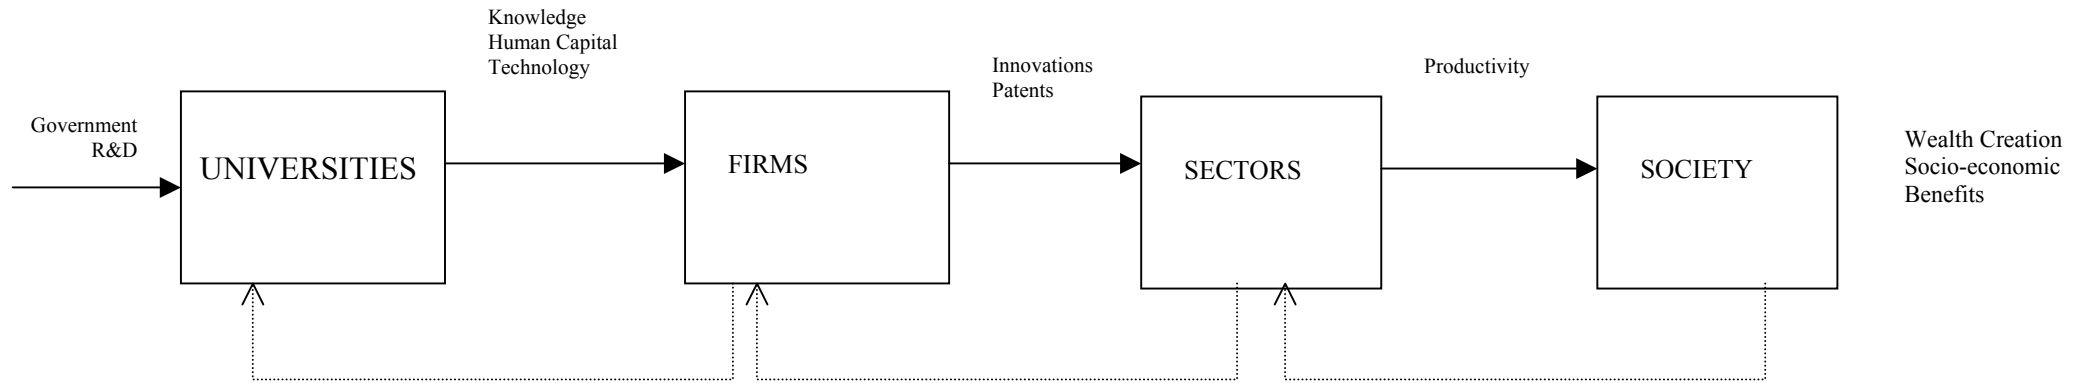 Knowledge
Human Capital
Technology
Innovations
Patents
Productivity
Government
R&D
UNIVERSITIES
FIRMS
SECTORS
SOCIETY
Wealth Creation
Socio-economic
Benefits